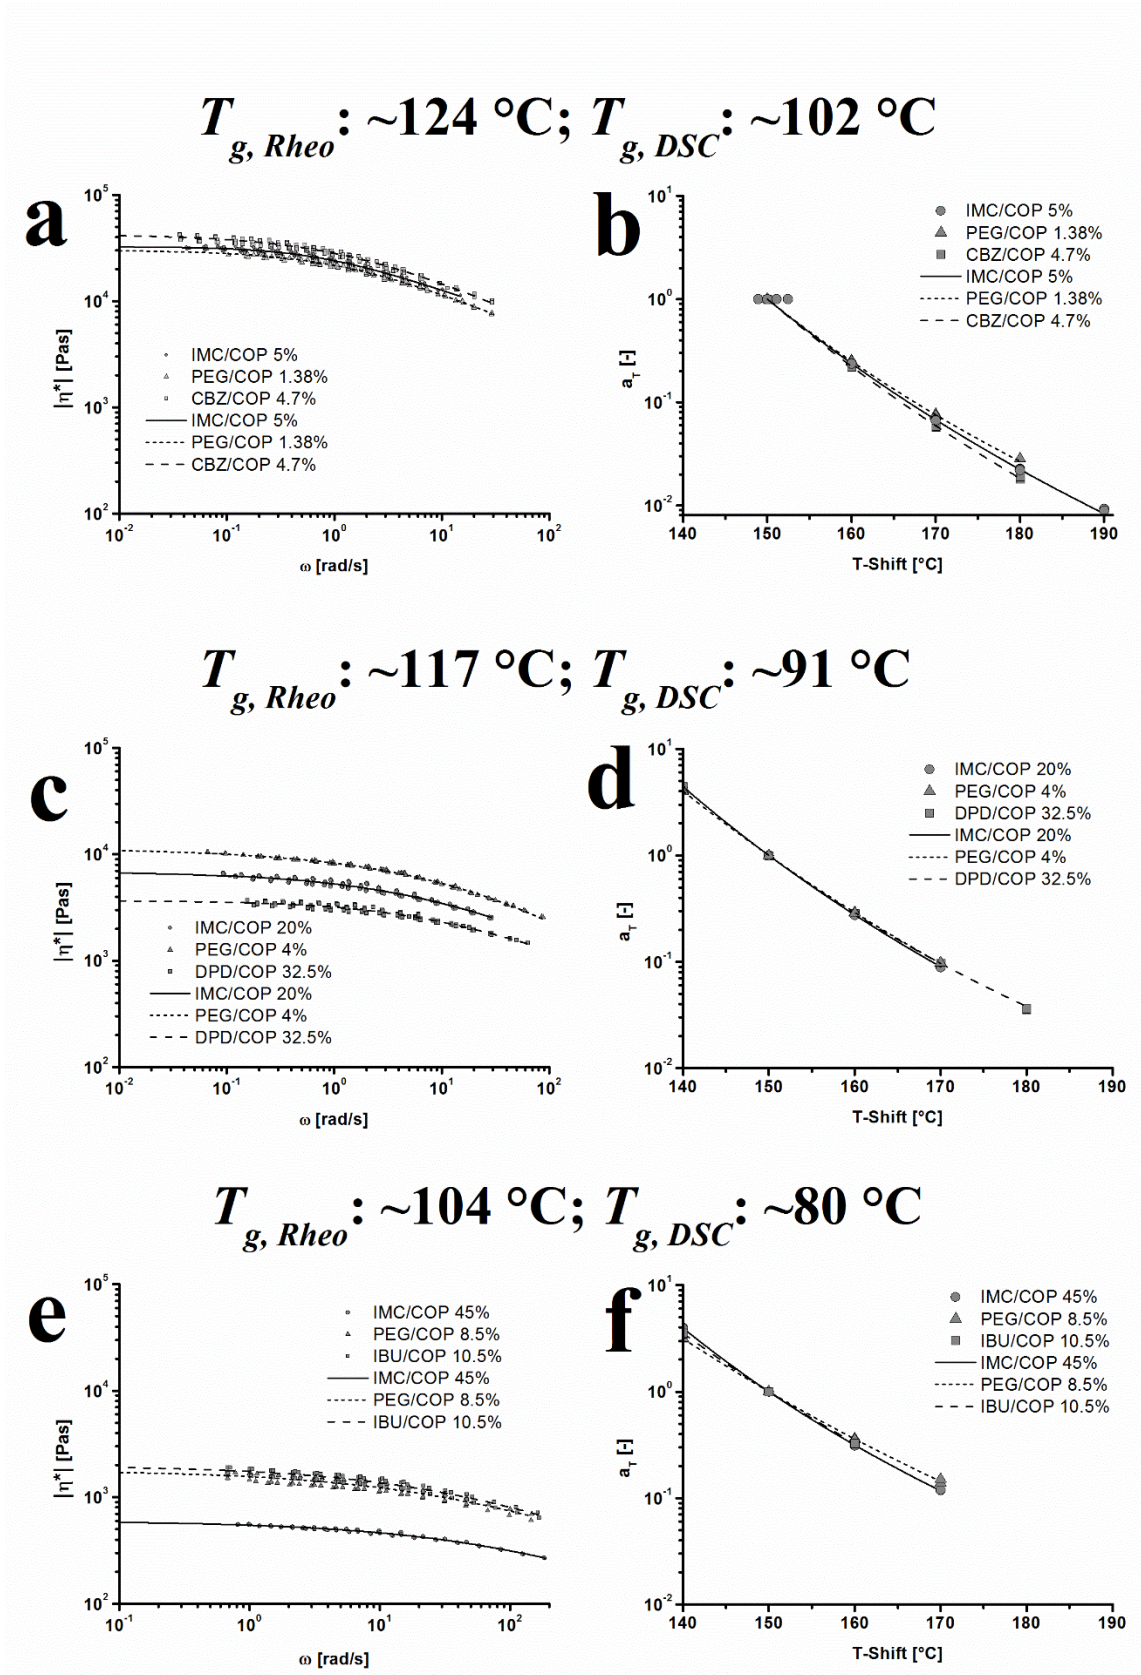 T g, Rheo: ~124 °C; T g, DSC: ~102 °C
a
10^5
10^4
10^3
10^2
|η*| [Pas]
IMC/COP 5%
PEG/COP 1.38%
CBZ/COP 4.7%
IMC/COP 5%
PEG/COP 1.38%
CBZ/COP 4.7%
10^-2 10^-1 10^0 10^1 10^2
ω [rad/s]
b
10^1
10^0
10^-1
10^-2
a_T [-]
IMC/COP 5%
PEG/COP 1.38%
CBZ/COP 4.7%
IMC/COP 5%
PEG/COP 1.38%
CBZ/COP 4.7%
140 150 160 170 180 190
T-Shift [°C]
T g, Rheo: ~117 °C; T g, DSC: ~91 °C
c
10^5
10^4
10^3
10^2
|η*| [Pas]
IMC/COP 20%
PEG/COP 4%
DPD/COP 32.5%
IMC/COP 20%
PEG/COP 4%
DPD/COP 32.5%
10^-2 10^-1 10^0 10^1 10^2
ω [rad/s]
d
10^1
10^0
10^-1
10^-2
a_T [-]
IMC/COP 20%
PEG/COP 4%
DPD/COP 32.5%
IMC/COP 20%
PEG/COP 4%
DPD/COP 32.5%
140 150 160 170 180 190
T-Shift [°C]
T g, Rheo: ~104 °C; T g, DSC: ~80 °C
e
10^5
10^4
10^3
10^2
|η*| [Pas]
IMC/COP 45%
PEG/COP 8.5%
IBU/COP 10.5%
IMC/COP 45%
PEG/COP 8.5%
IBU/COP 10.5%
10^-1 10^0 10^1 10^2
ω [rad/s]
f
10^1
10^0
10^-1
10^-2
a_T [-]
IMC/COP 45%
PEG/COP 8.5%
IBU/COP 10.5%
IMC/COP 45%
PEG/COP 8.5%
IBU/COP 10.5%
140 150 160 170 180 190
T-Shift [°C]